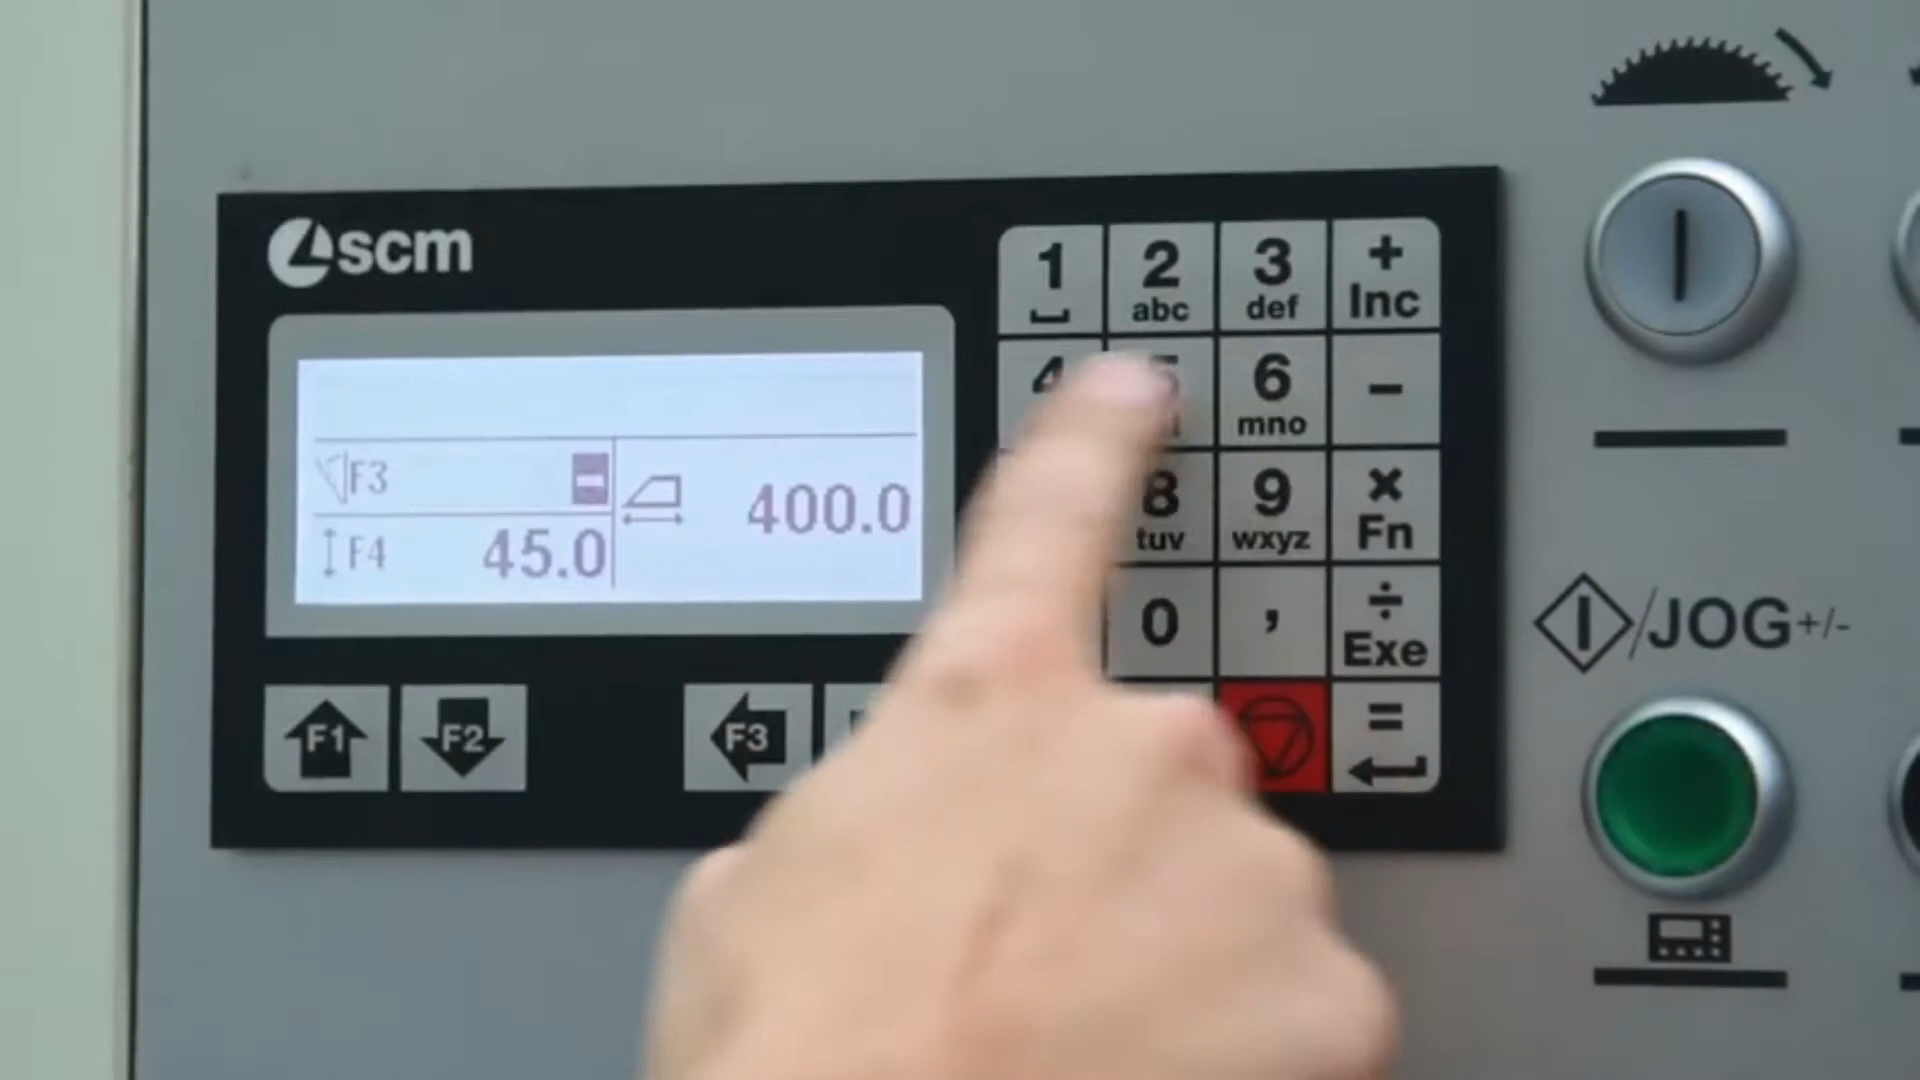 scm
F3 -
F4 45.0
400.0
F1 F2 F3
1 2 3 +
abc def Inc
4 6 -
mno
8 9 ×
tuv wxyz Fn
0 , ÷
Exe
=
/JOG+/-